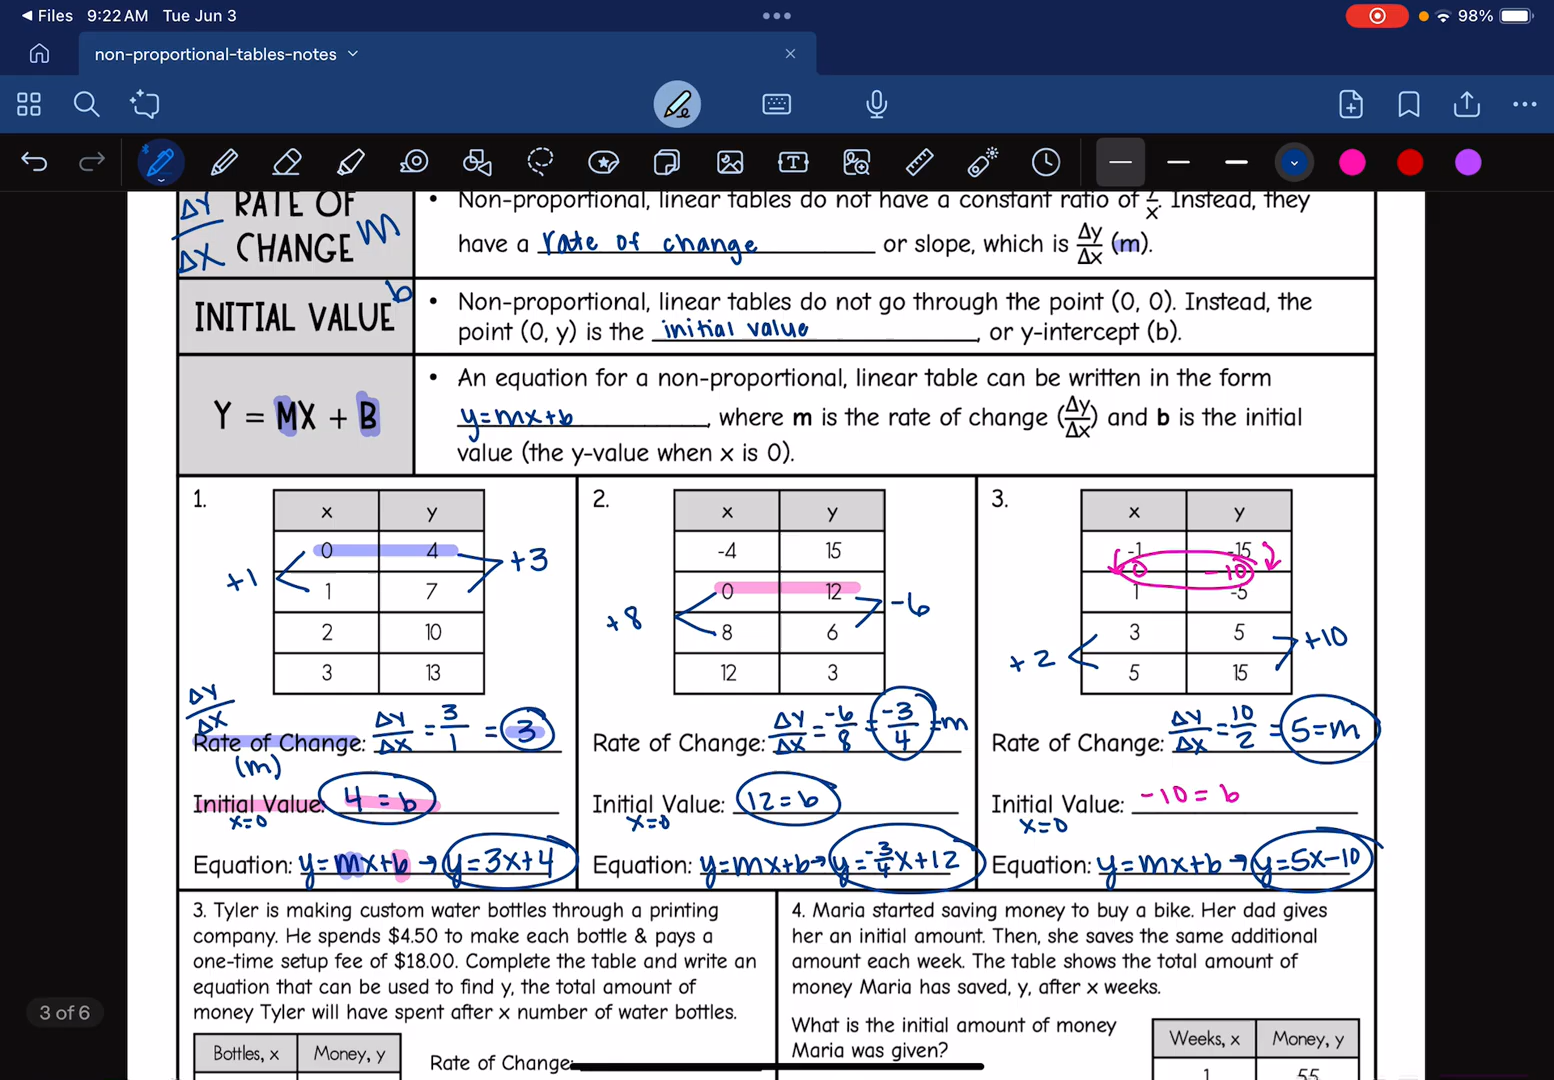 Files 9:22 AM Tue Jun 3 98%
non-proportional-tables-notes
ΔY/ΔX RATE OF CHANGE m
• Non-proportional, linear tables do not have a constant ratio of y/x. Instead, they
have a rate of change or slope, which is Δy/Δx (m).
INITIAL VALUE b
• Non-proportional, linear tables do not go through the point (0, 0). Instead, the
point (0, y) is the initial value, or y-intercept (b).
Y = MX + B
• An equation for a non-proportional, linear table can be written in the form
y=mx+b, where m is the rate of change (Δy/Δx) and b is the initial
value (the y-value when x is 0).
1.
x y
0 4
1 7
2 10
3 13
+1 +3
ΔY/ΔX
Rate of Change: ΔY/ΔX = 3/1 = 3
(m)
Initial Value: 4 = b
x=0
Equation: y=mx+b → y=3x+4
2.
x y
-4 15
0 12
8 6
12 3
+8 -6
Rate of Change: ΔY/ΔX = -6/8 = -3/4 = m
Initial Value: 12=b
x=0
Equation: y=mx+b → y=-3/4x+12
3.
x y
-1 -15
0 -10
1 -5
3 5
5 15
+2 +10
Rate of Change: ΔY/ΔX = 10/2 = 5=m
Initial Value: -10 = b
x=0
Equation: y=mx+b → y=5x-10
3. Tyler is making custom water bottles through a printing
company. He spends $4.50 to make each bottle & pays a
one-time setup fee of $18.00. Complete the table and write an
equation that can be used to find y, the total amount of
money Tyler will have spent after x number of water bottles.
Bottles, x Money, y
Rate of Change:
4. Maria started saving money to buy a bike. Her dad gives
her an initial amount. Then, she saves the same additional
amount each week. The table shows the total amount of
money Maria has saved, y, after x weeks.
What is the initial amount of money
Maria was given?
Weeks, x Money, y
1 55
3 of 6